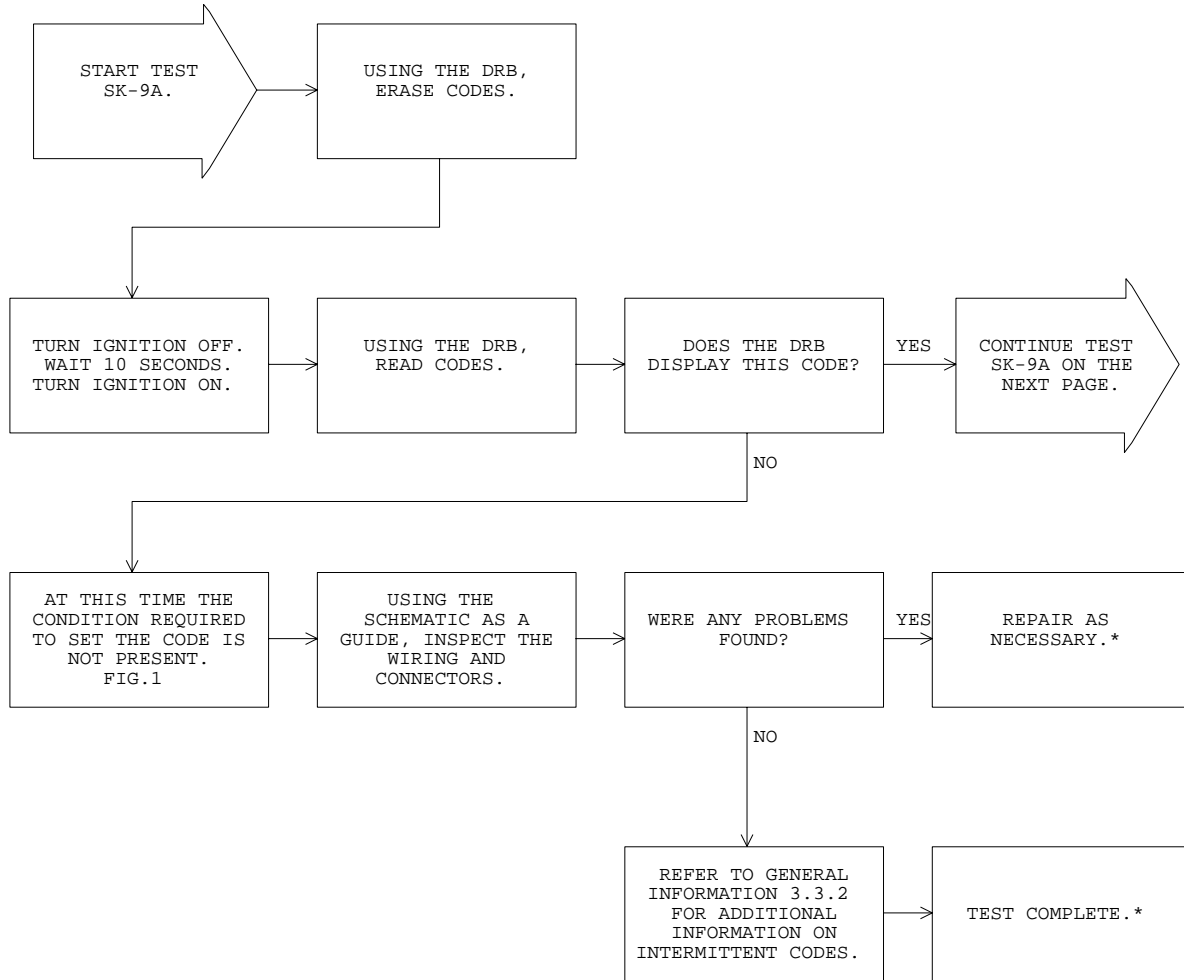 START TEST
SK-9A.
USING THE DRB,
ERASE CODES.
TURN IGNITION OFF.
WAIT 10 SECONDS.
TURN IGNITION ON.
USING THE DRB,
READ CODES.
DOES THE DRB
DISPLAY THIS CODE?
YES
CONTINUE TEST
SK-9A ON THE
NEXT PAGE.
NO
AT THIS TIME THE
CONDITION REQUIRED
TO SET THE CODE IS
NOT PRESENT.
FIG.1
USING THE
SCHEMATIC AS A
GUIDE, INSPECT THE
WIRING AND
CONNECTORS.
WERE ANY PROBLEMS
FOUND?
YES
REPAIR AS
NECESSARY.*
NO
REFER TO GENERAL
INFORMATION 3.3.2
FOR ADDITIONAL
INFORMATION ON
INTERMITTENT CODES.
TEST COMPLETE.*